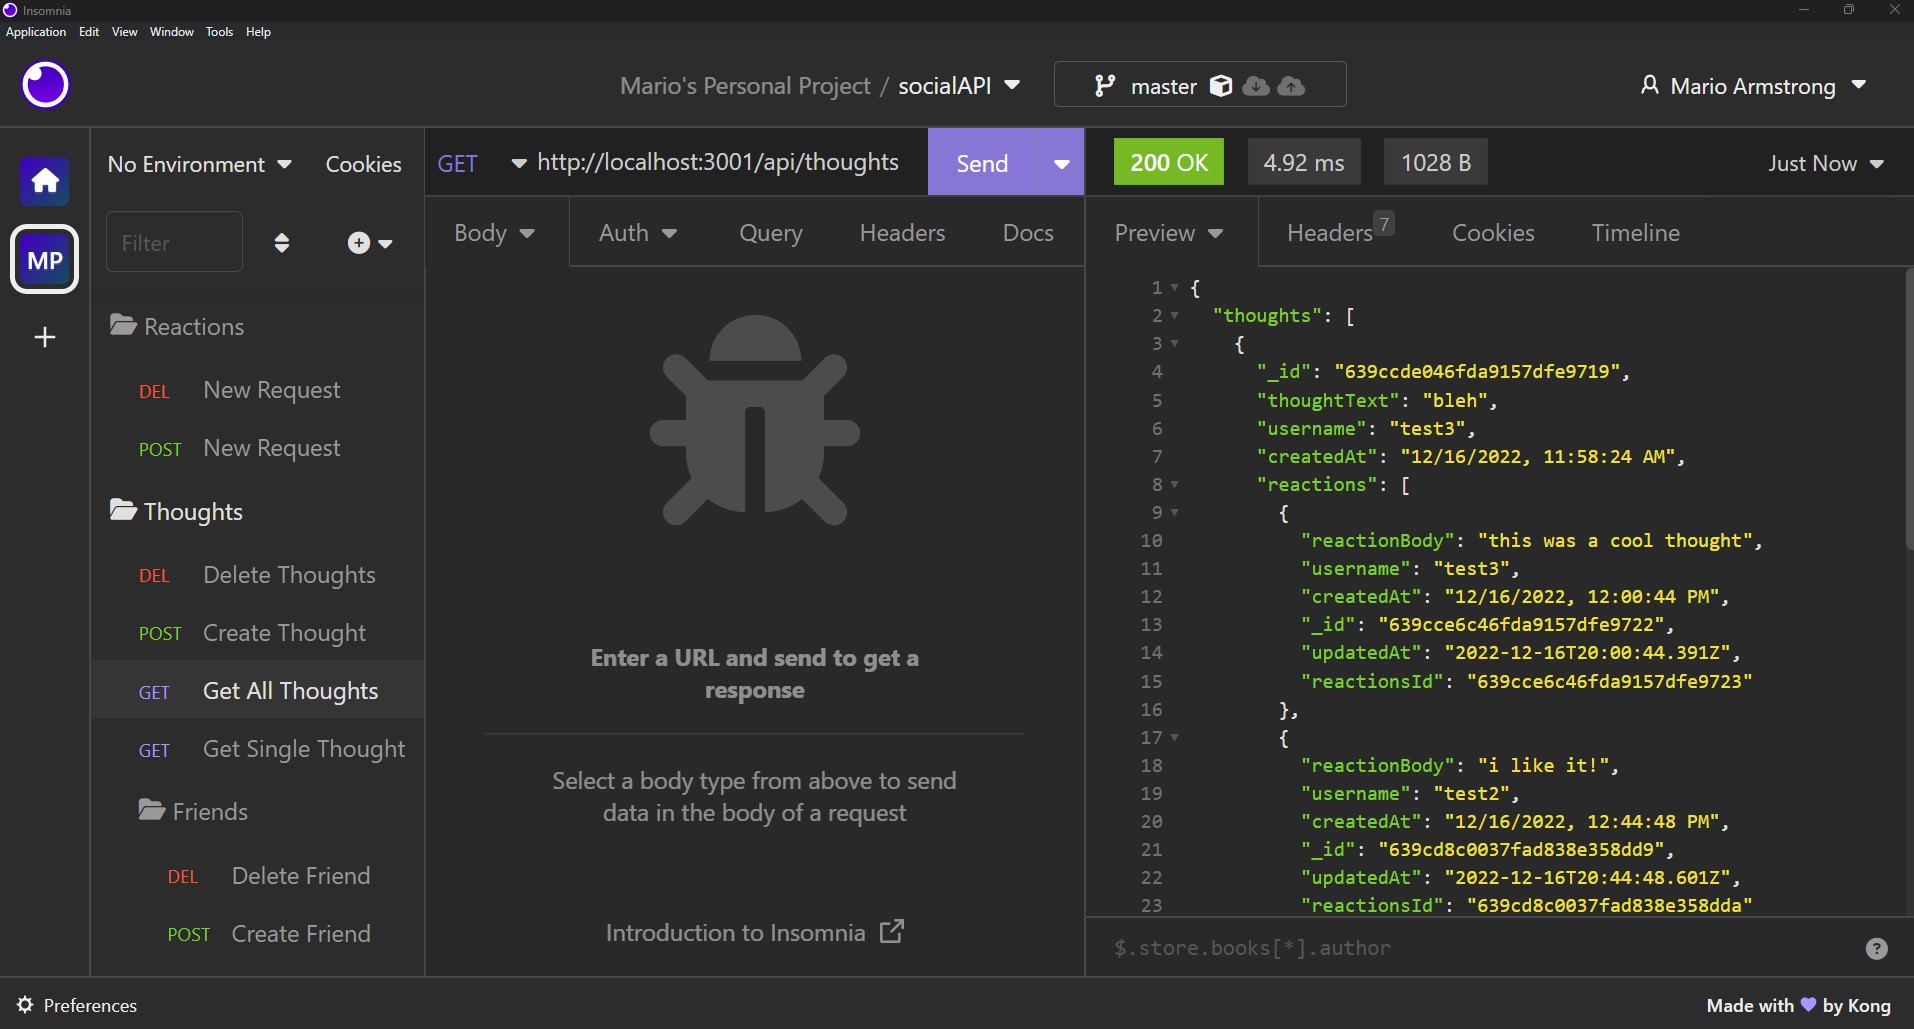 Insomnia
Application Edit View Window Tools Help
Mario's Personal Project / socialAPI
master
Mario Armstrong
No Environment
Cookies
GET
http://localhost:3001/api/thoughts
Send
200 OK
4.92 ms
1028 B
Just Now
MP
Filter
Reactions
DEL New Request
POST New Request
Thoughts
DEL Delete Thoughts
POST Create Thought
GET Get All Thoughts
GET Get Single Thought
Friends
DEL Delete Friend
POST Create Friend
Body Auth Query Headers Docs
Enter a URL and send to get a
response
Select a body type from above to send
data in the body of a request
Introduction to Insomnia
Preview Headers 7 Cookies Timeline
1 {
2 "thoughts": [
3 {
4 "_id": "639ccde046fda9157dfe9719",
5 "thoughtText": "bleh",
6 "username": "test3",
7 "createdAt": "12/16/2022, 11:58:24 AM",
8 "reactions": [
9 {
10 "reactionBody": "this was a cool thought",
11 "username": "test3",
12 "createdAt": "12/16/2022, 12:00:44 PM",
13 "_id": "639cce6c46fda9157dfe9722",
14 "updatedAt": "2022-12-16T20:00:44.391Z",
15 "reactionsId": "639cce6c46fda9157dfe9723"
16 },
17 {
18 "reactionBody": "i like it!",
19 "username": "test2",
20 "createdAt": "12/16/2022, 12:44:48 PM",
21 "_id": "639cd8c0037fad838e358dd9",
22 "updatedAt": "2022-12-16T20:44:48.601Z",
23 "reactionsId": "639cd8c0037fad838e358dda"
$.store.books[*].author
?
Preferences
Made with 💜 by Kong